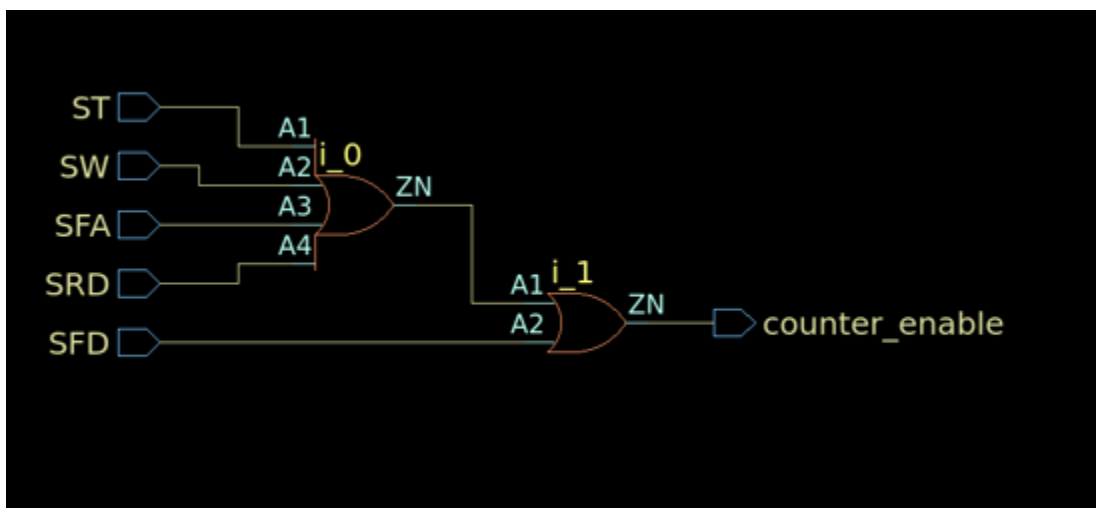 ST
A1
i_0
SW
A2
ZN
SFA
A3
A4
SRD
A1
i_1
ZN
A2
SFD
counter_enable